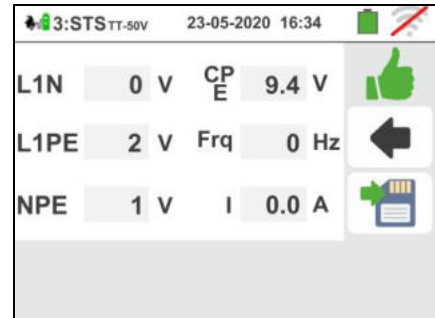 3:STS TT-50V 23-05-2020 16:34
L1N 0 V CPE 9.4 V
L1PE 2 V Frq 0 Hz
NPE 1 V I 0.0 A